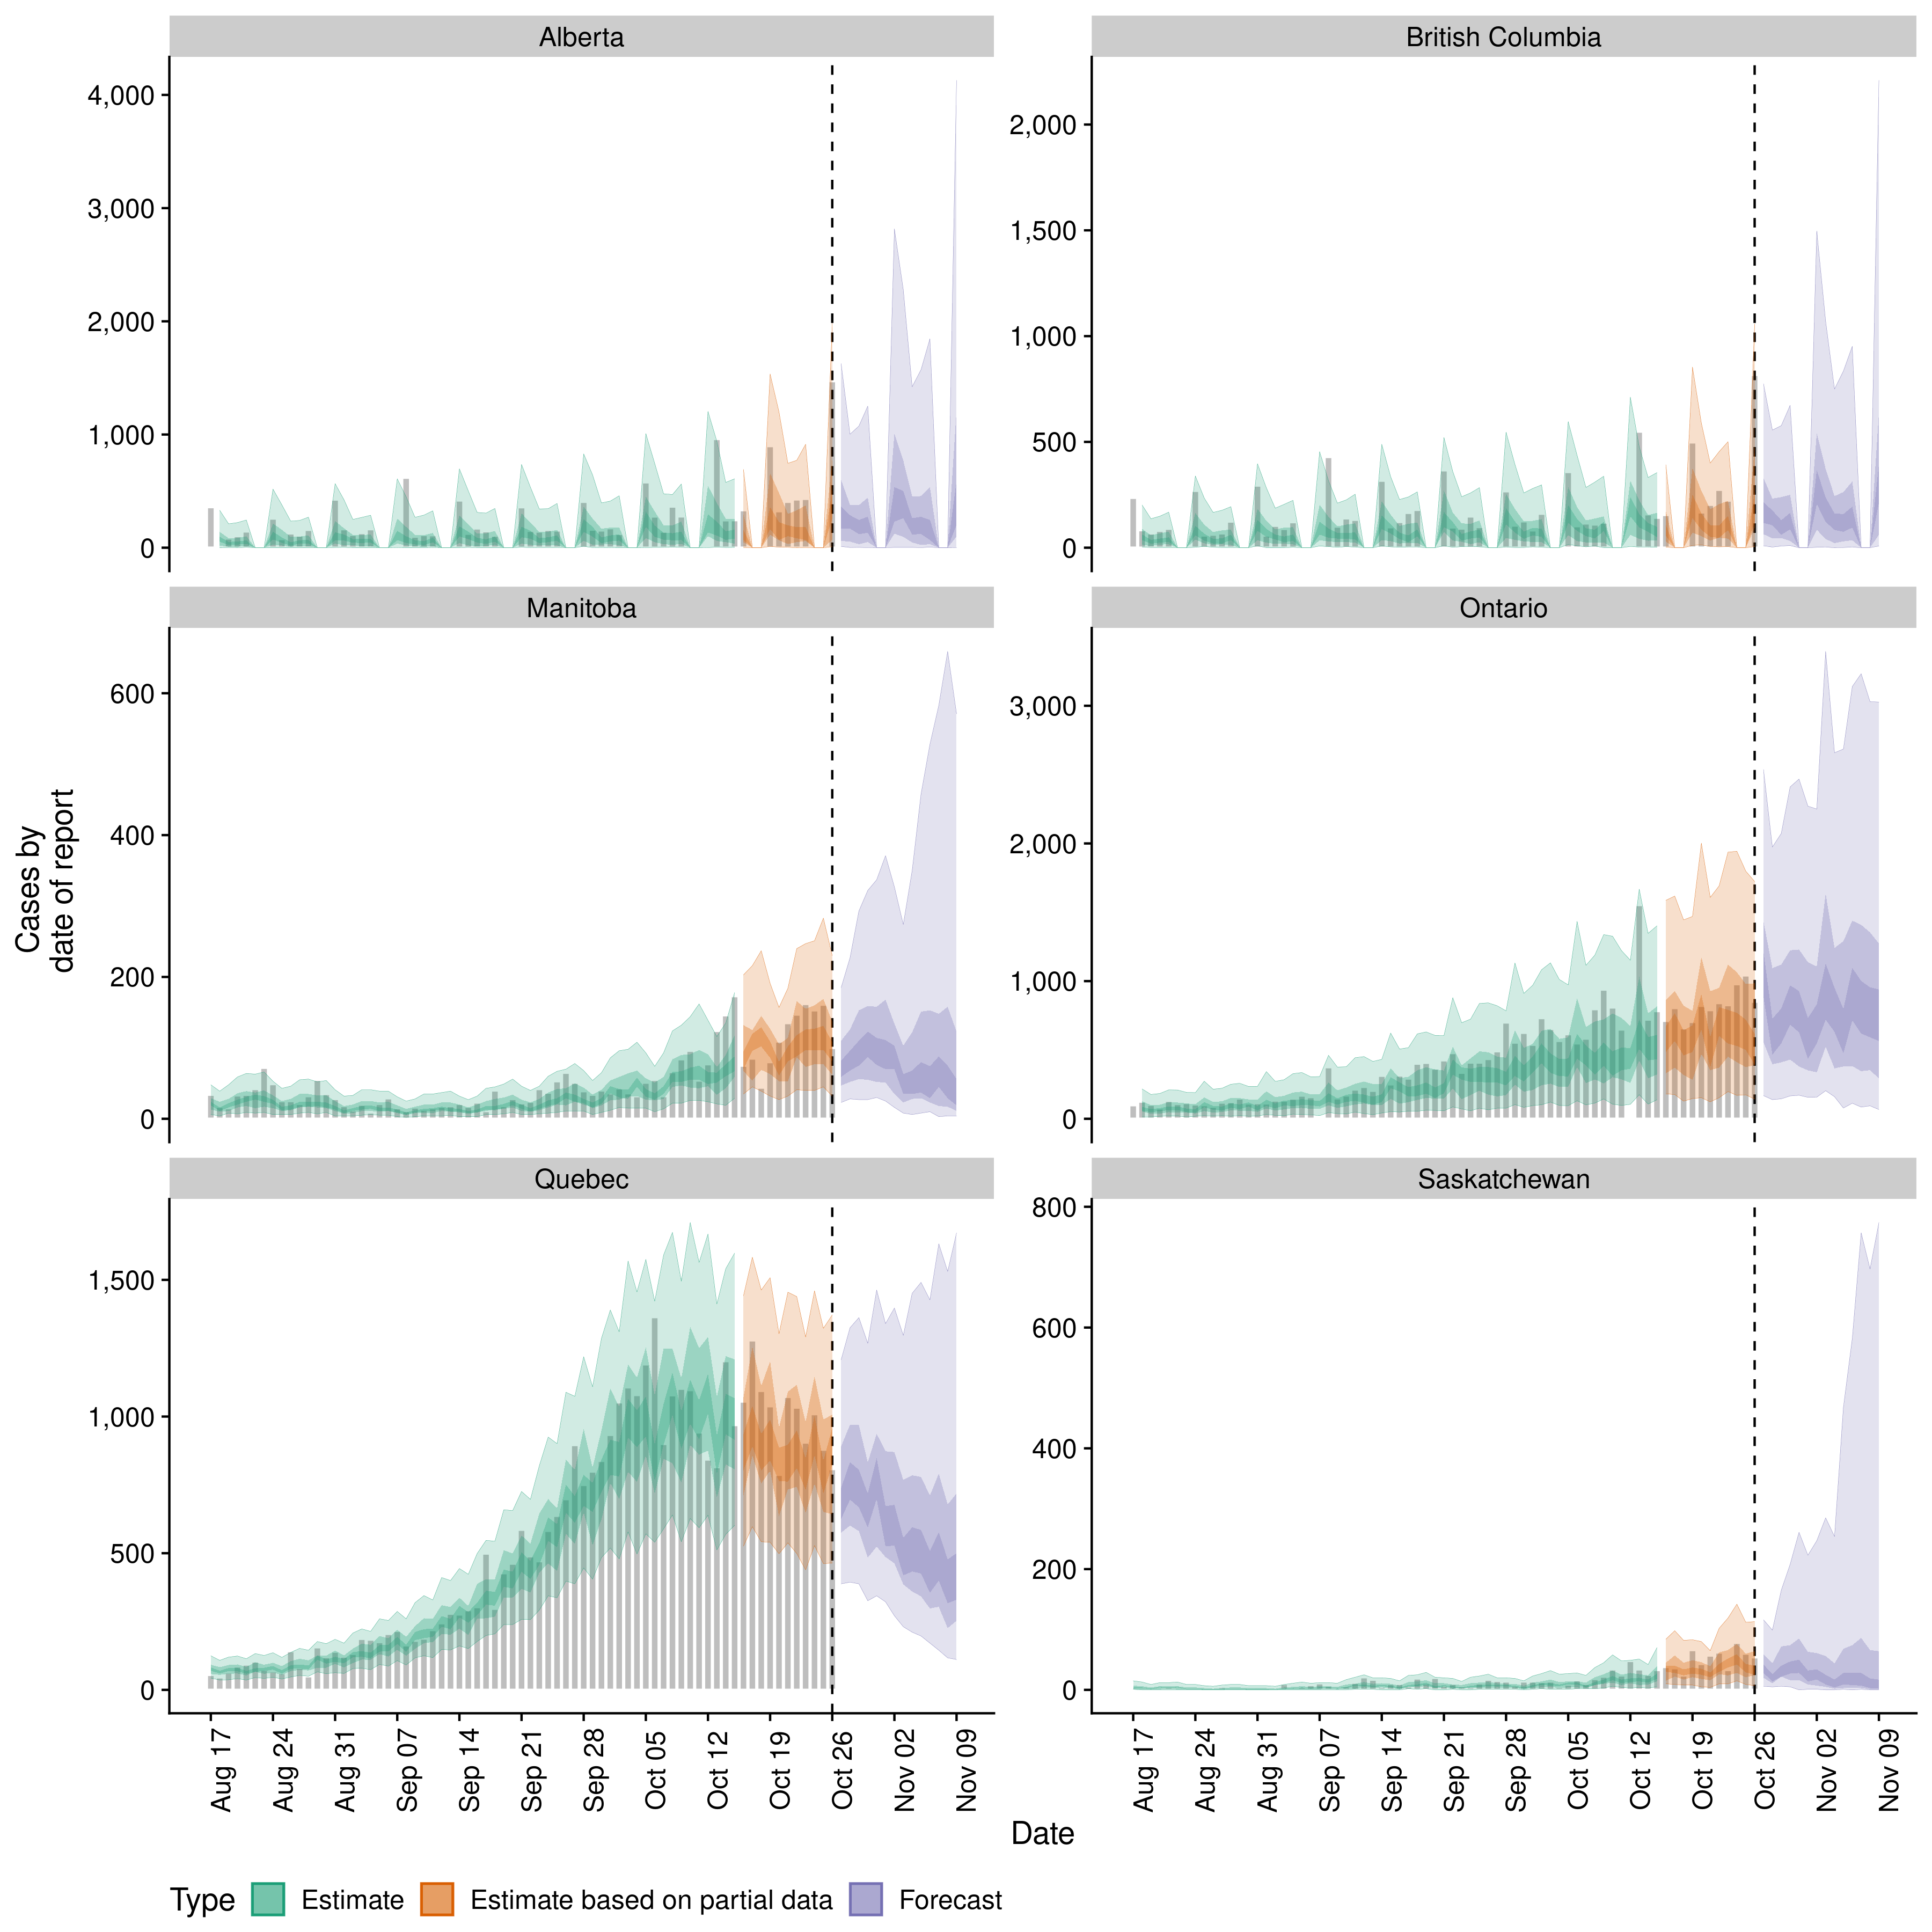 Alberta
British Columbia
4,000
3,000
2,000
1,000
0
2,000
1,500
1,000
500
0
Manitoba
Ontario
600
400
200
0
3,000
2,000
1,000
0
Cases by
date of report
Quebec
Saskatchewan
1,500
1,000
500
0
800
600
400
200
0
Aug 17
Aug 24
Aug 31
Sep 07
Sep 14
Sep 21
Sep 28
Oct 05
Oct 12
Oct 19
Oct 26
Nov 02
Nov 09
Aug 17
Aug 24
Aug 31
Sep 07
Sep 14
Sep 21
Sep 28
Oct 05
Oct 12
Oct 19
Oct 26
Nov 02
Nov 09
Date
Type Estimate Estimate based on partial data Forecast